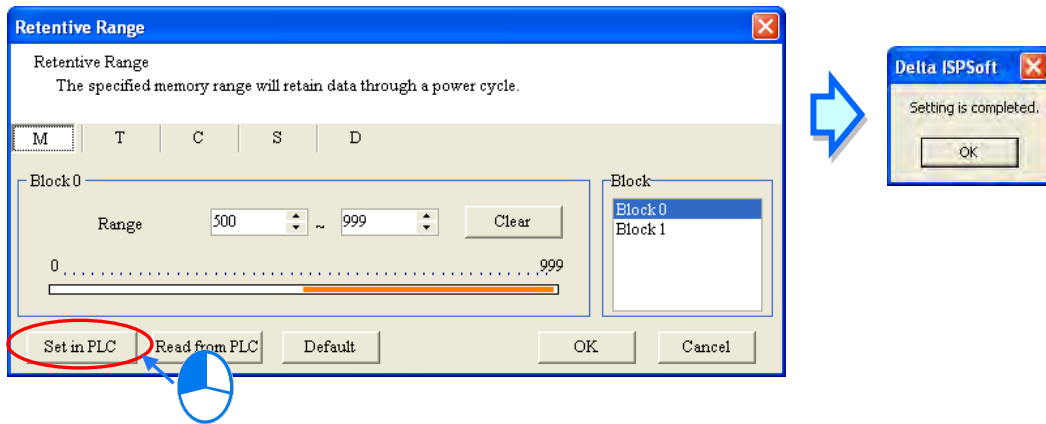 Retentive Range
Retentive Range
The specified memory range will retain data through a power cycle.
M T C S D
Block 0
Range 500 ~ 999 Clear
0 999
Block
Block 0
Block 1
Set in PLC Read from PLC Default OK Cancel
Delta ISPSoft
Setting is completed.
OK